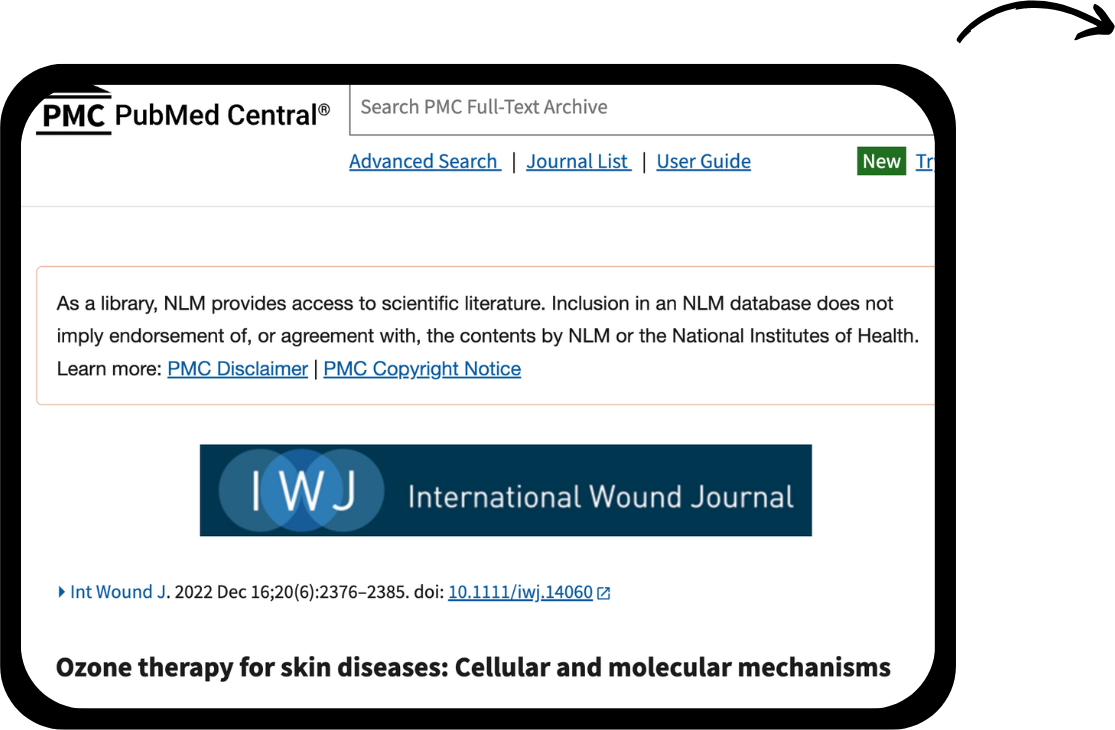 PMC PubMed Central®
Search PMC Full-Text Archive
Advanced Search | Journal List | User Guide
New
As a library, NLM provides access to scientific literature. Inclusion in an NLM database does not
imply endorsement of, or agreement with, the contents by NLM or the National Institutes of Health.
Learn more: PMC Disclaimer | PMC Copyright Notice
IWJ International Wound Journal
Int Wound J. 2022 Dec 16;20(6):2376–2385. doi: 10.1111/iwj.14060
Ozone therapy for skin diseases: Cellular and molecular mechanisms